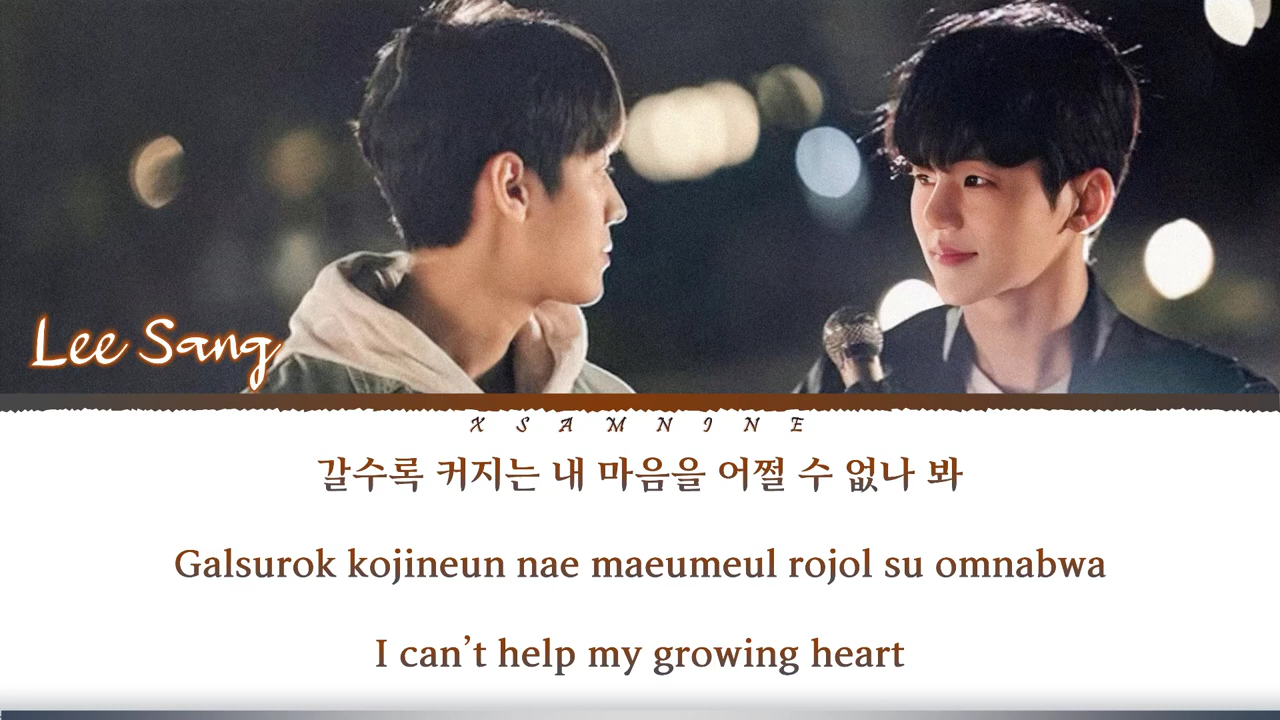 Lee Sang
X S A M N I N E
갈수록 커지는 내 마음을 어쩔 수 없나 봐
Galsurok kojineun nae maeumeul rojol su omnabwa
I can’t help my growing heart